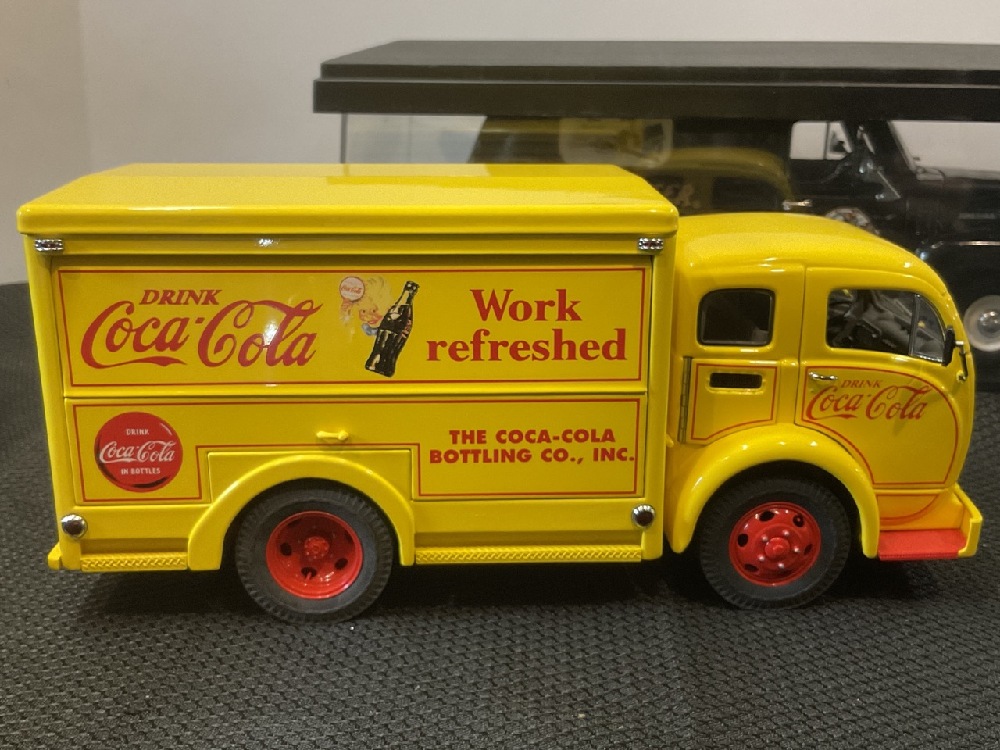 DRINK
Coca-Cola
Work
refreshed
DRINK
Coca-Cola
IN BOTTLES
THE COCA-COLA
BOTTLING CO., INC.
DRINK
Coca-Cola